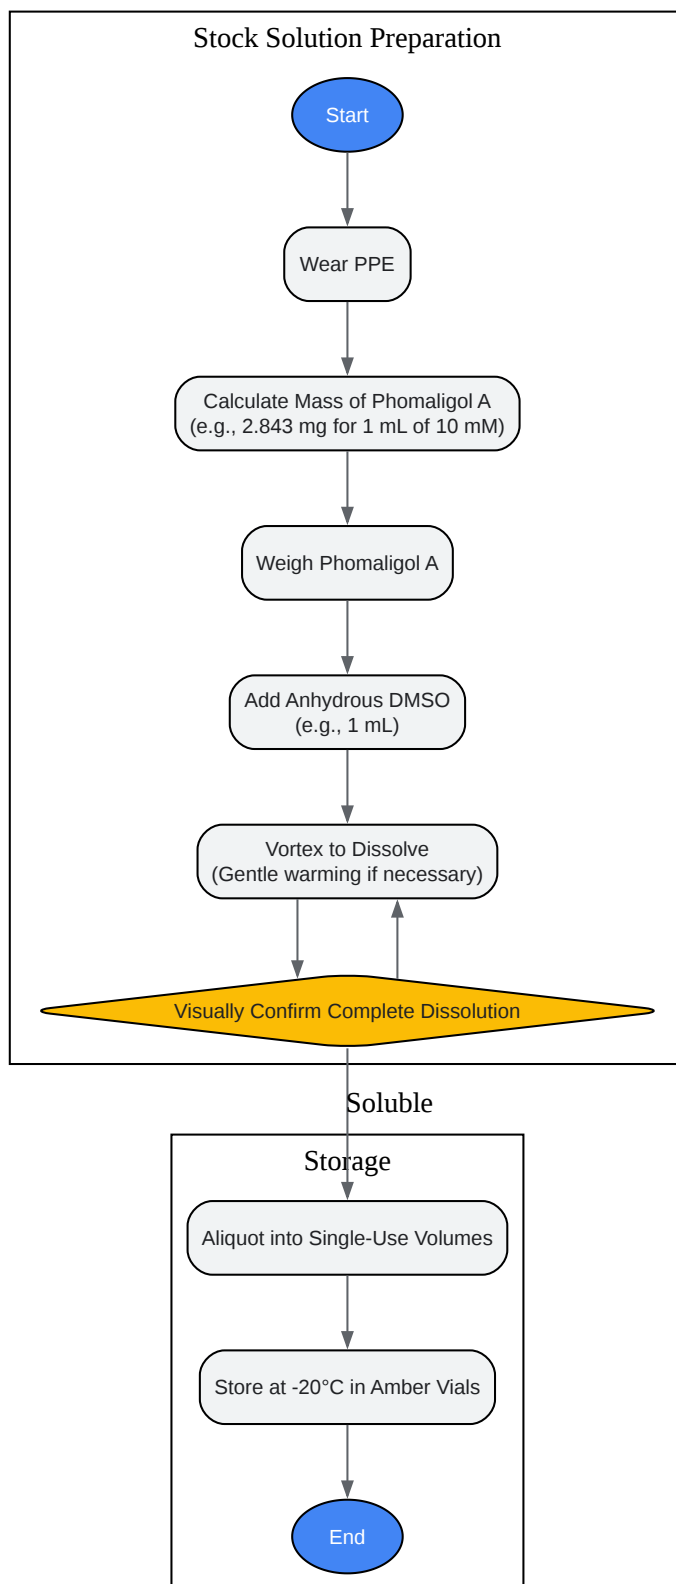 Stock Solution Preparation
Start
Wear PPE
Calculate Mass of Phomaligol A
(e.g., 2.843 mg for 1 mL of 10 mM)
Weigh Phomaligol A
Add Anhydrous DMSO
(e.g., 1 mL)
Vortex to Dissolve
(Gentle warming if necessary)
Visually Confirm Complete Dissolution
Soluble
Storage
Aliquot into Single-Use Volumes
Store at -20°C in Amber Vials
End